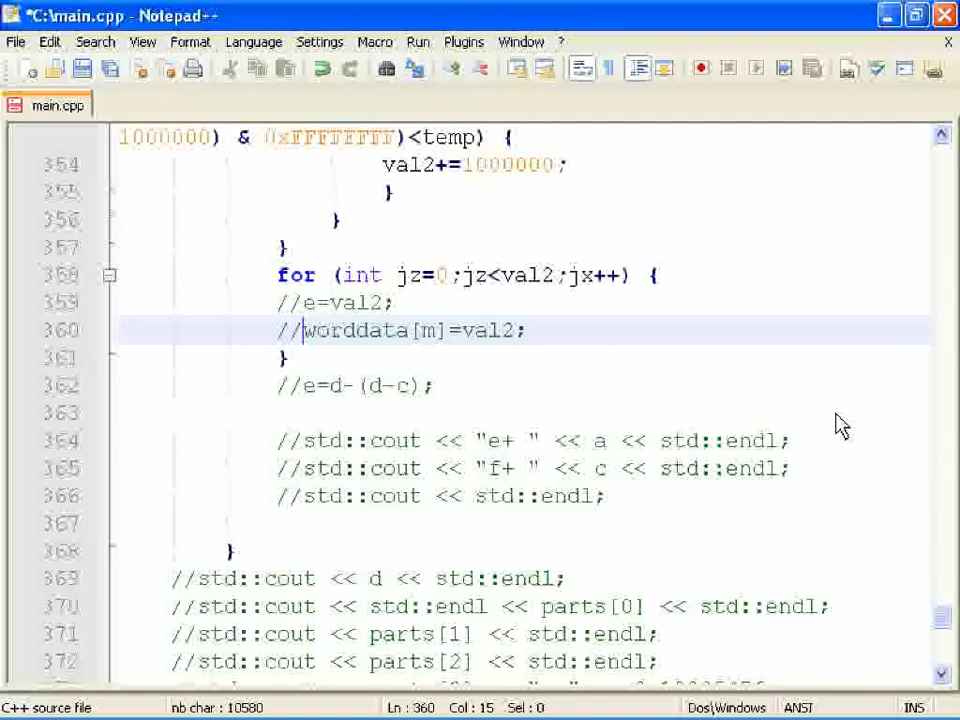 *C:\main.cpp - Notepad++
File Edit Search View Format Language Settings Macro Run Plugins Window ? X
main.cpp
1000000) & 0xFFFFFFFF)<temp) {
354 val2+=1000000;
355 }
356 }
357 }
358 for (int jz=0;jz<val2;jx++) {
359 //e=val2;
360 //worddata[m]=val2;
361 }
362 //e=d-(d-c);
363
364 //std::cout << "e+ " << a << std::endl;
365 //std::cout << "f+ " << c << std::endl;
366 //std::cout << std::endl;
367
368 }
369 //std::cout << d << std::endl;
370 //std::cout << std::endl << parts[0] << std::endl;
371 //std::cout << parts[1] << std::endl;
372 //std::cout << parts[2] << std::endl;
C++ source file nb char : 10580 Ln : 360 Col : 15 Sel : 0 Dos\Windows ANSI INS